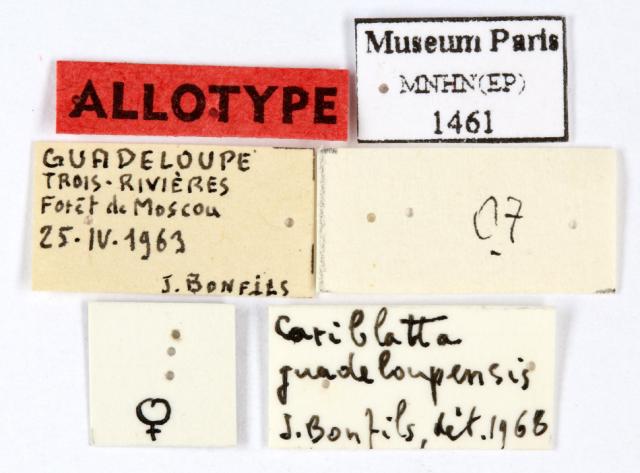 ALLOTYPE
Museum Paris
MNHN(EP)
1461
GUADELOUPE
TROIS-RIVIÈRES
Forêt de Moscou
25·IV·1963
J. BONFILS
07
♀
Cariblatta
guadeloupensis
J. Bonfils, dét. 1968